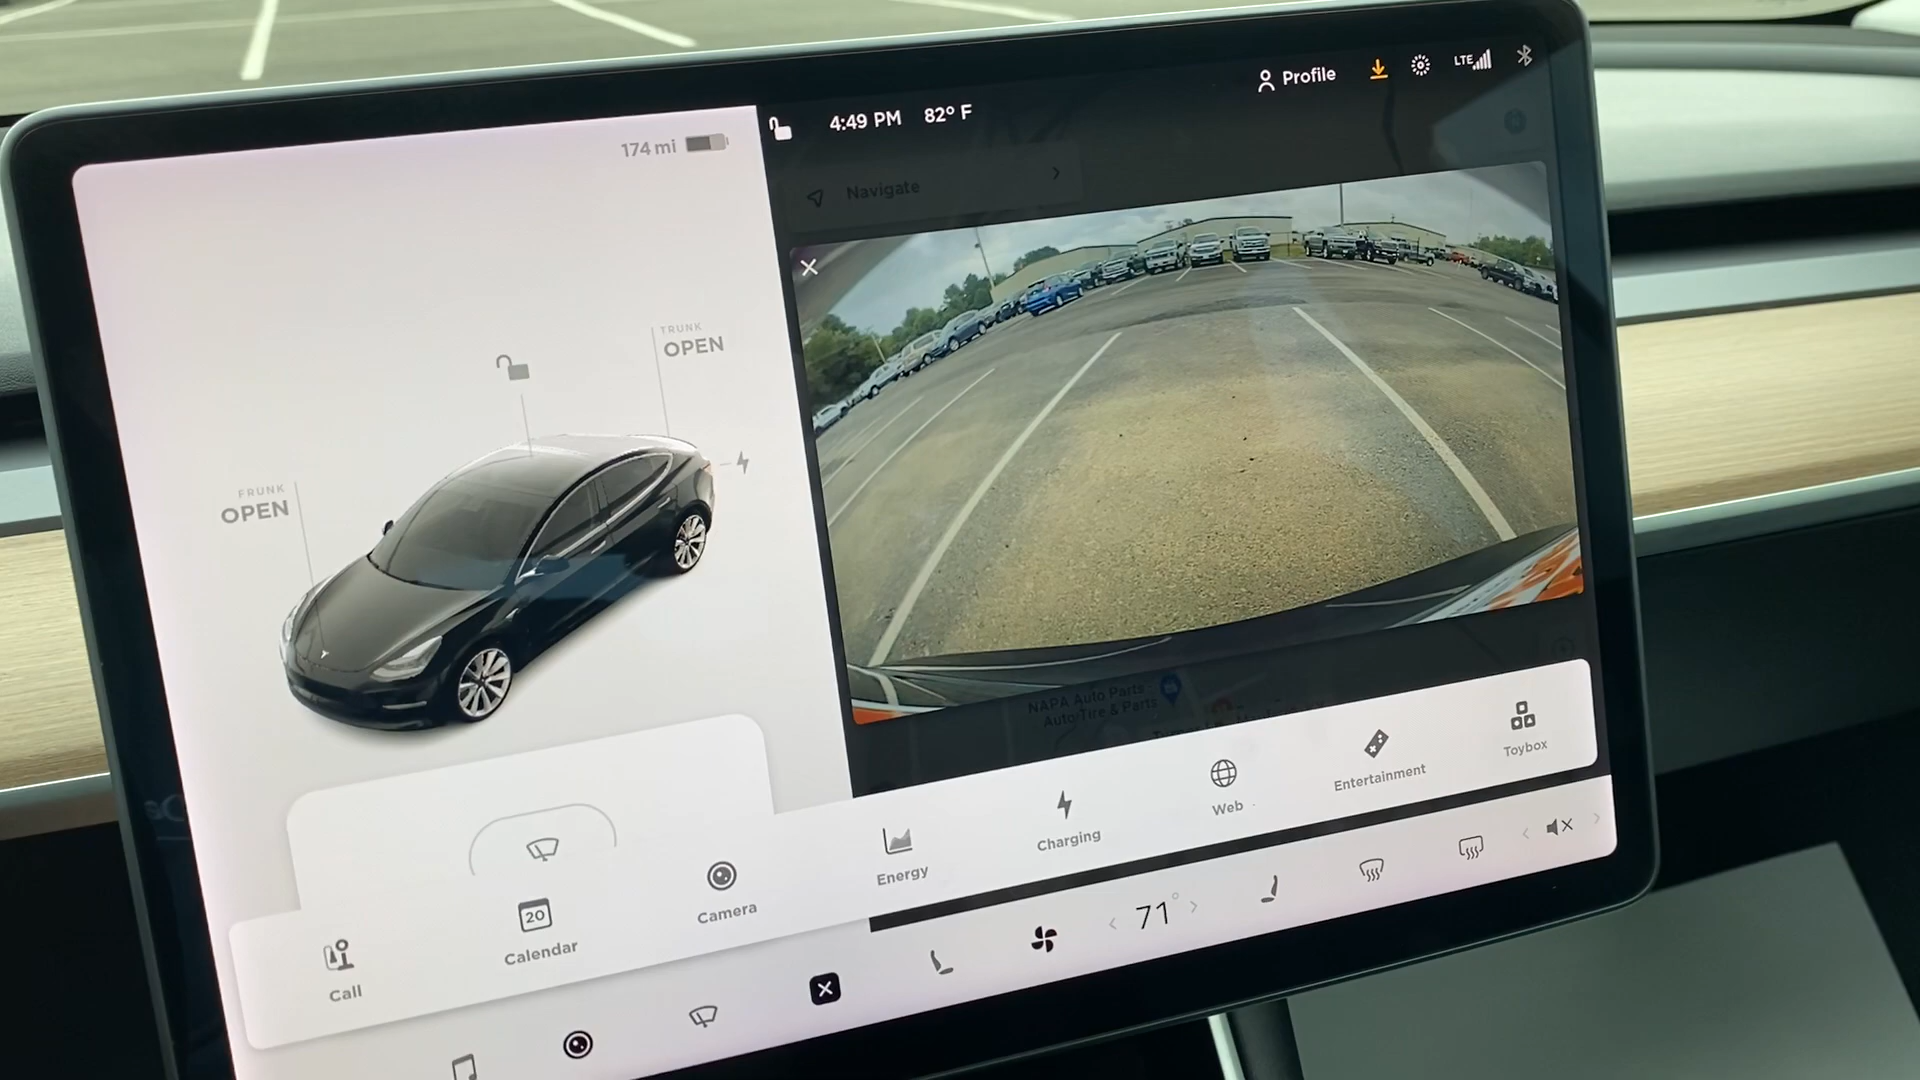 174 mi
4:49 PM 82° F
Profile
LTE
Navigate
TRUNK
OPEN
FRUNK
OPEN
NAPA Auto Parts
Auto/Tire & Parts
Call
20
Calendar
Camera
Energy
Charging
Web
Entertainment
Toybox
71°